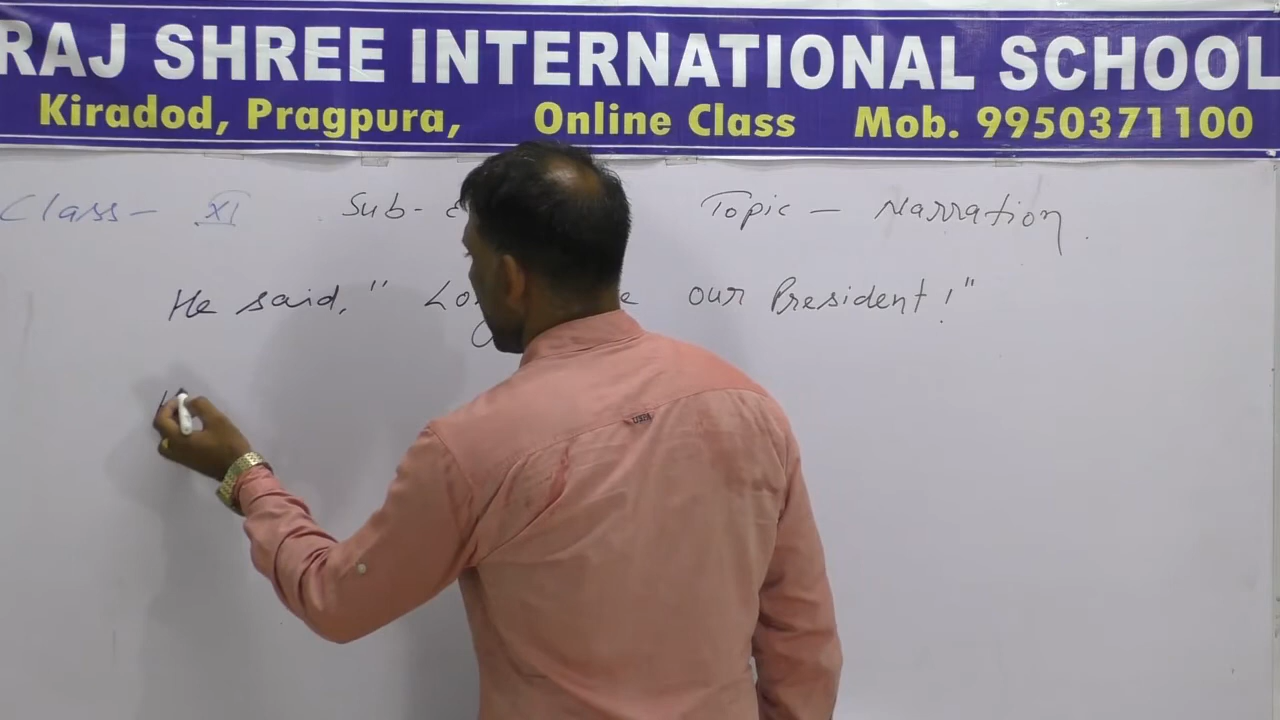 RAJ SHREE INTERNATIONAL SCHOOL
Kiradod, Pragpura, Online Class Mob. 9950371100
Class - XI Sub- Topic - Narration
He said, " our President!"